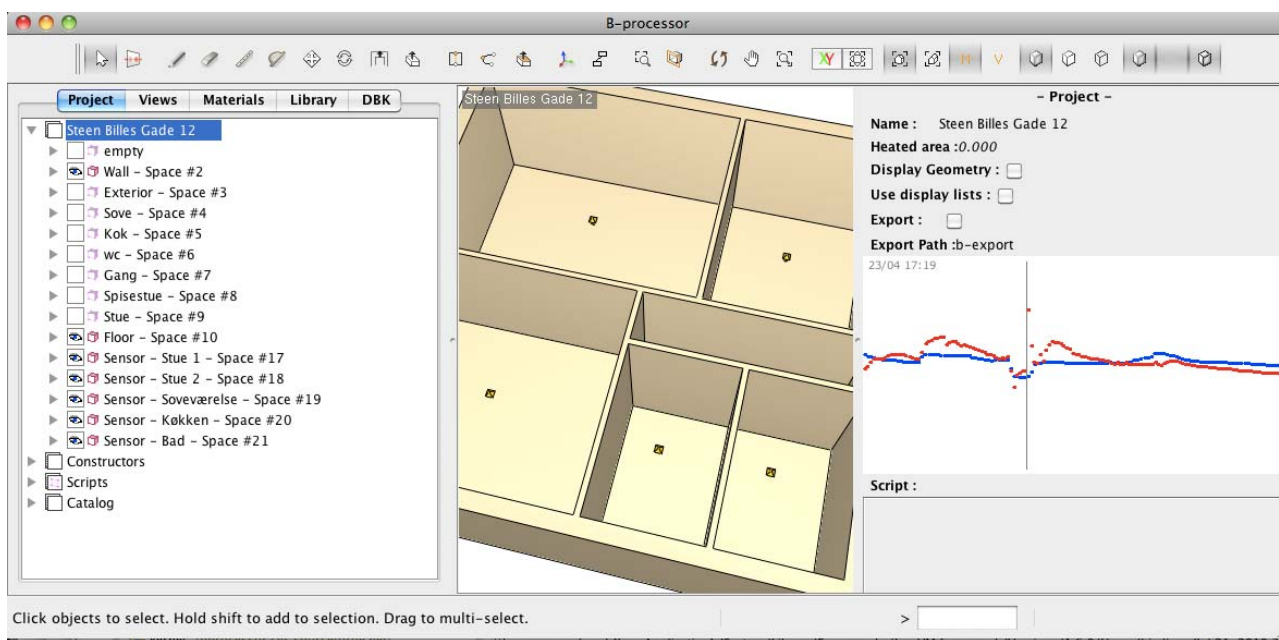 B-processor
XY
M
V
Project Views Materials Library DBK
Steen Billes Gade 12
empty
Wall - Space #2
Exterior - Space #3
Sove - Space #4
Kok - Space #5
wc - Space #6
Gang - Space #7
Spisestue - Space #8
Stue - Space #9
Floor - Space #10
Sensor - Stue 1 - Space #17
Sensor - Stue 2 - Space #18
Sensor - Soveværelse - Space #19
Sensor - Køkken - Space #20
Sensor - Bad - Space #21
Constructors
Scripts
Catalog
Steen Billes Gade 12
- Project -
Name : Steen Billes Gade 12
Heated area :0.000
Display Geometry :
Use display lists :
Export :
Export Path :b-export
23/04 17:19
Script :
Click objects to select. Hold shift to add to selection. Drag to multi-select.
>